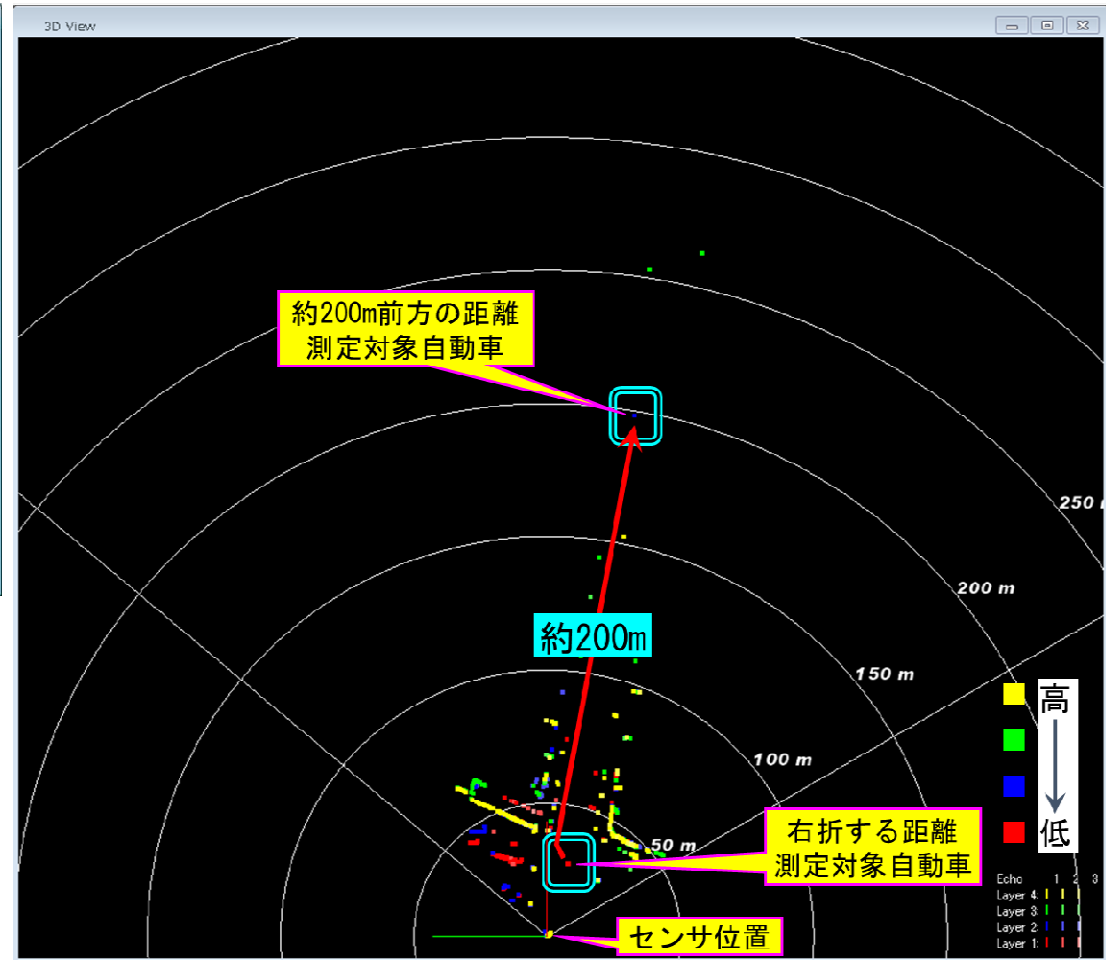 3D View
約200m前方の距離
測定対象自動車
250
200 m
約200m
150 m
高
100 m
低
50 m
右折する距離
測定対象自動車
Echo 1 2 3
Layer 4:
Layer 3:
Layer 2:
Layer 1:
センサ位置